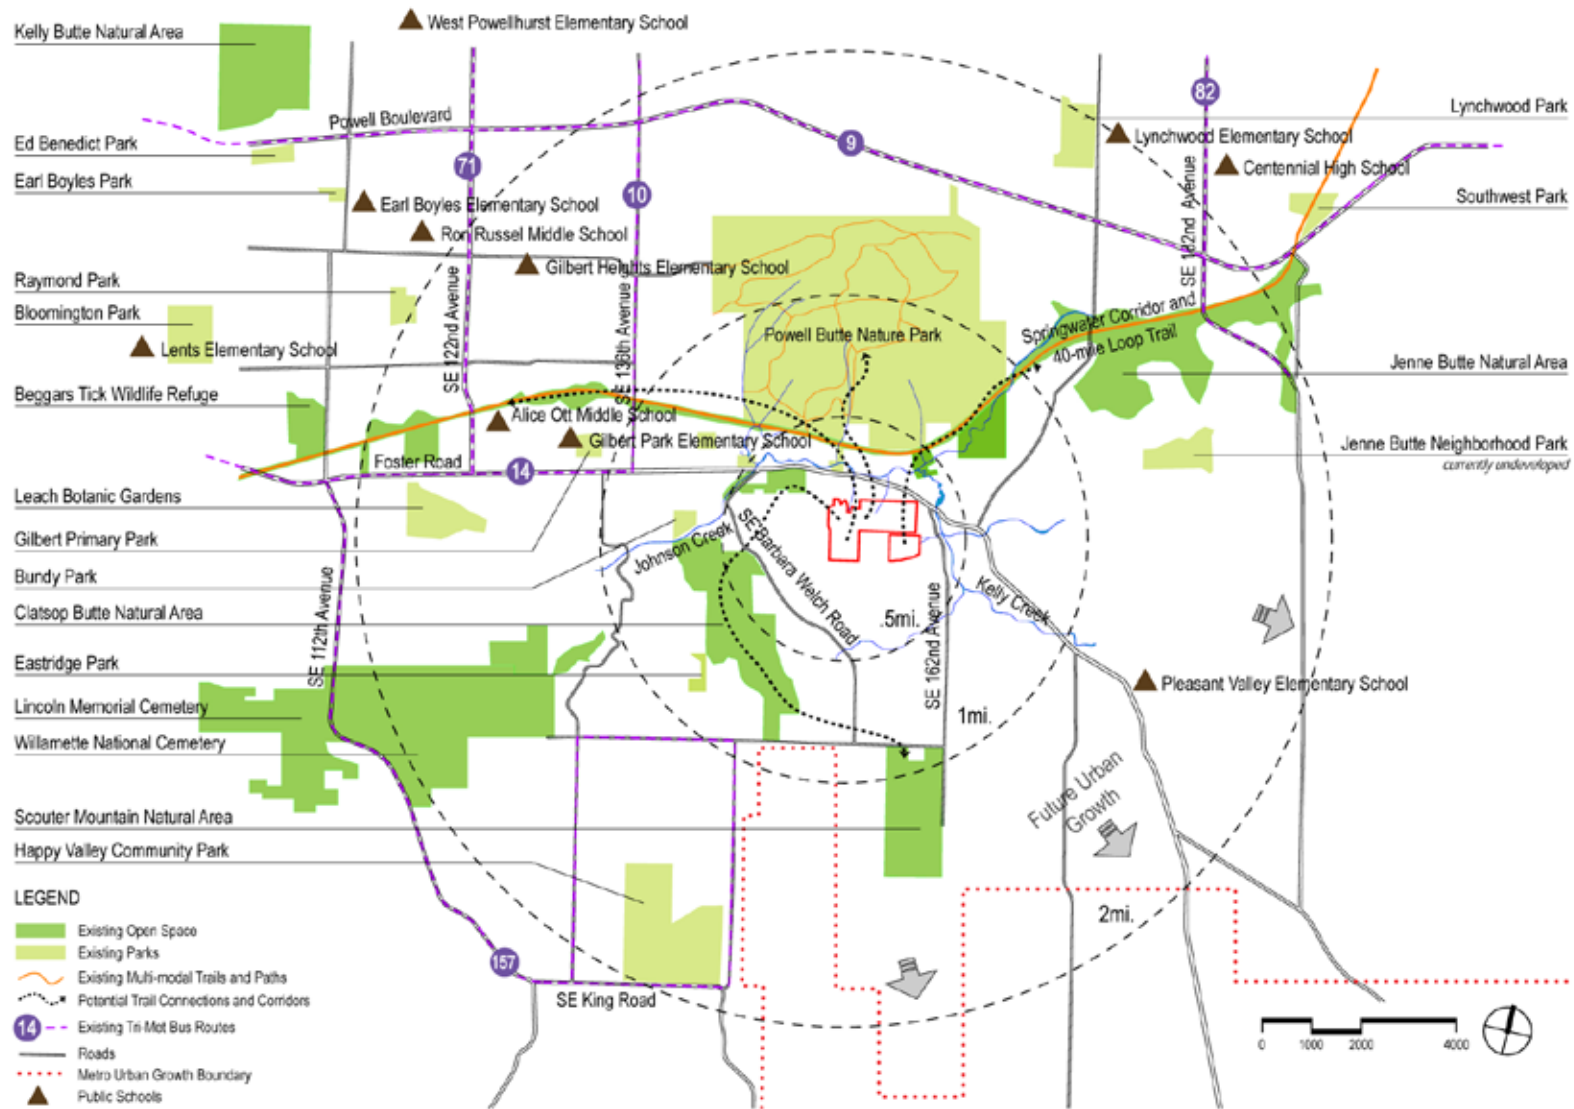 West Powellhurst Elementary School
Kelly Butte Natural Area
82
Lynchwood Park
Powell Boulevard
Ed Benedict Park
Lynchwood Elementary School
9
71
Centennial High School
Earl Boyles Park
10
Southwest Park
Earl Boyles Elementary School
Ron Russel Middle School
SE 182nd Avenue
Gilbert Heights Elementary School
Raymond Park
Bloomington Park
Lents Elementary School
SE 122nd Avenue
SE 136th Avenue
Powell Butte Nature Park
Springwater Corridor and
40-mile Loop Trail
Jenne Butte Natural Area
Beggars Tick Wildlife Refuge
Alice Ott Middle School
Gilbert Park Elementary School
Jenne Butte Neighborhood Park
currently undeveloped
Foster Road
14
Leach Botanic Gardens
Gilbert Primary Park
Johnson Creek
SE Barbara Welch Road
Bundy Park
Kelly Creek
Clatsop Butte Natural Area
.5mi.
SE 112th Avenue
SE 162nd Avenue
Eastridge Park
Pleasant Valley Elementary School
Lincoln Memorial Cemetery
1mi.
Willamette National Cemetery
Future Urban
Growth
Scouter Mountain Natural Area
Happy Valley Community Park
2mi.
157
SE King Road
LEGEND
Existing Open Space
Existing Parks
Existing Multi-modal Trails and Paths
Potential Trail Connections and Corridors
14
Existing Tri-Met Bus Routes
Roads
Metro Urban Growth Boundary
Public Schools
0 1000 2000 4000